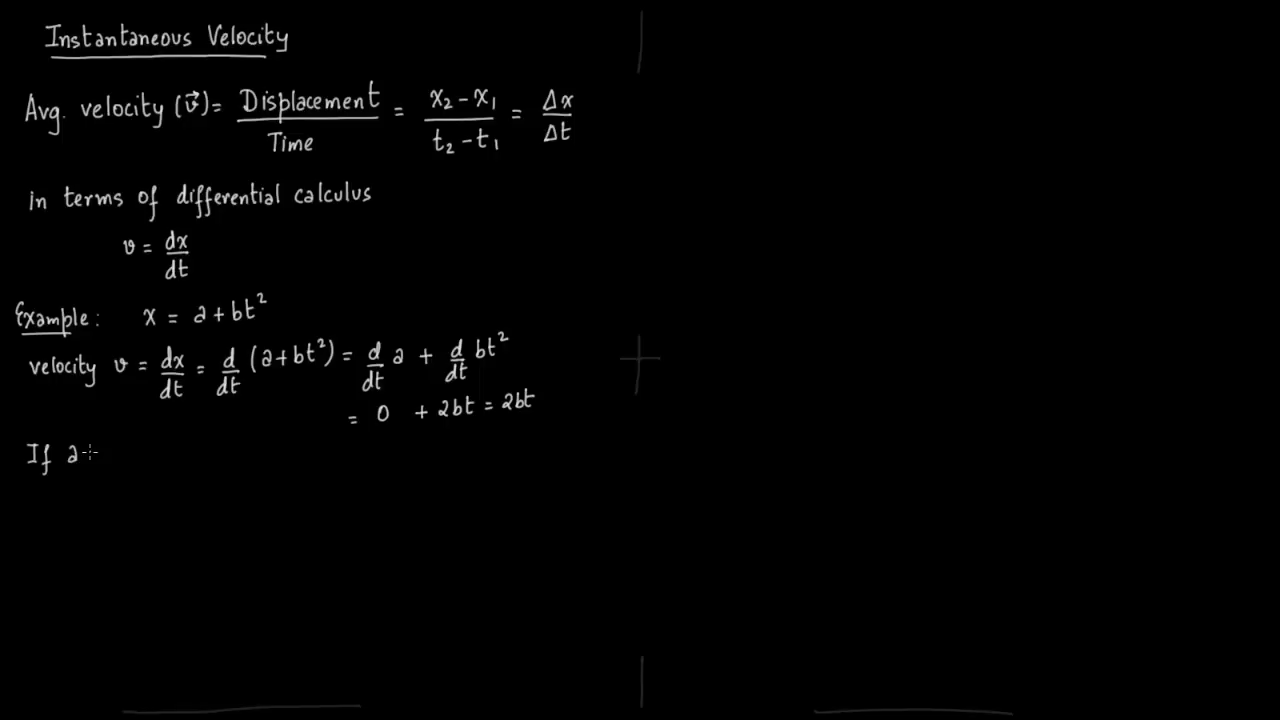 Instantaneous Velocity
Avg. velocity (v⃗) = Displacement / Time = x₂ - x₁ / t₂ - t₁ = Δx / Δt
in terms of differential calculus
v = dx / dt
Example: x = a + bt²
velocity v = dx/dt = d/dt (a + bt²) = d/dt a + d/dt bt²
= 0 + 2bt = 2bt
If a